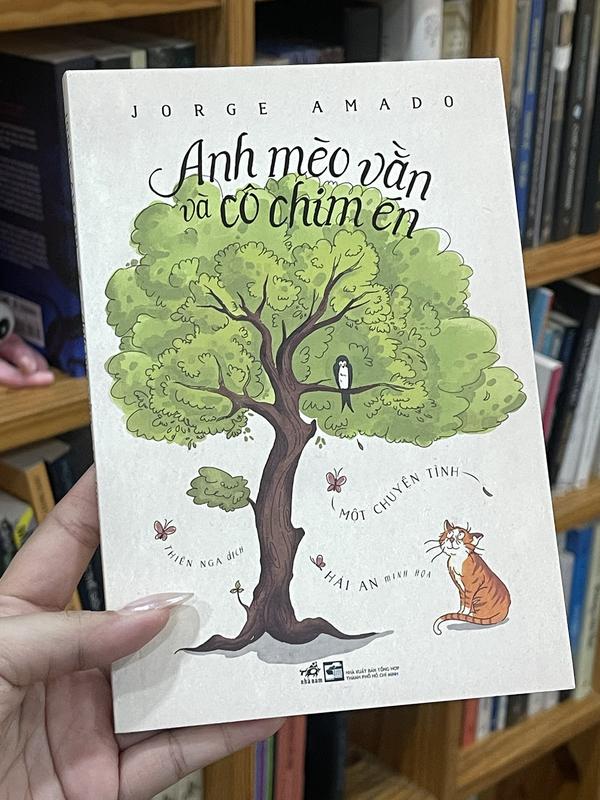 JORGE AMADO
Anh mèo vằn
và cô chim én
MỘT CHUYỆN TÌNH
THIÊN NGA dịch
HẢI AN minh họa
nhã nam
NHÀ XUẤT BẢN TỔNG HỢP
THÀNH PHỐ HỒ CHÍ MINH